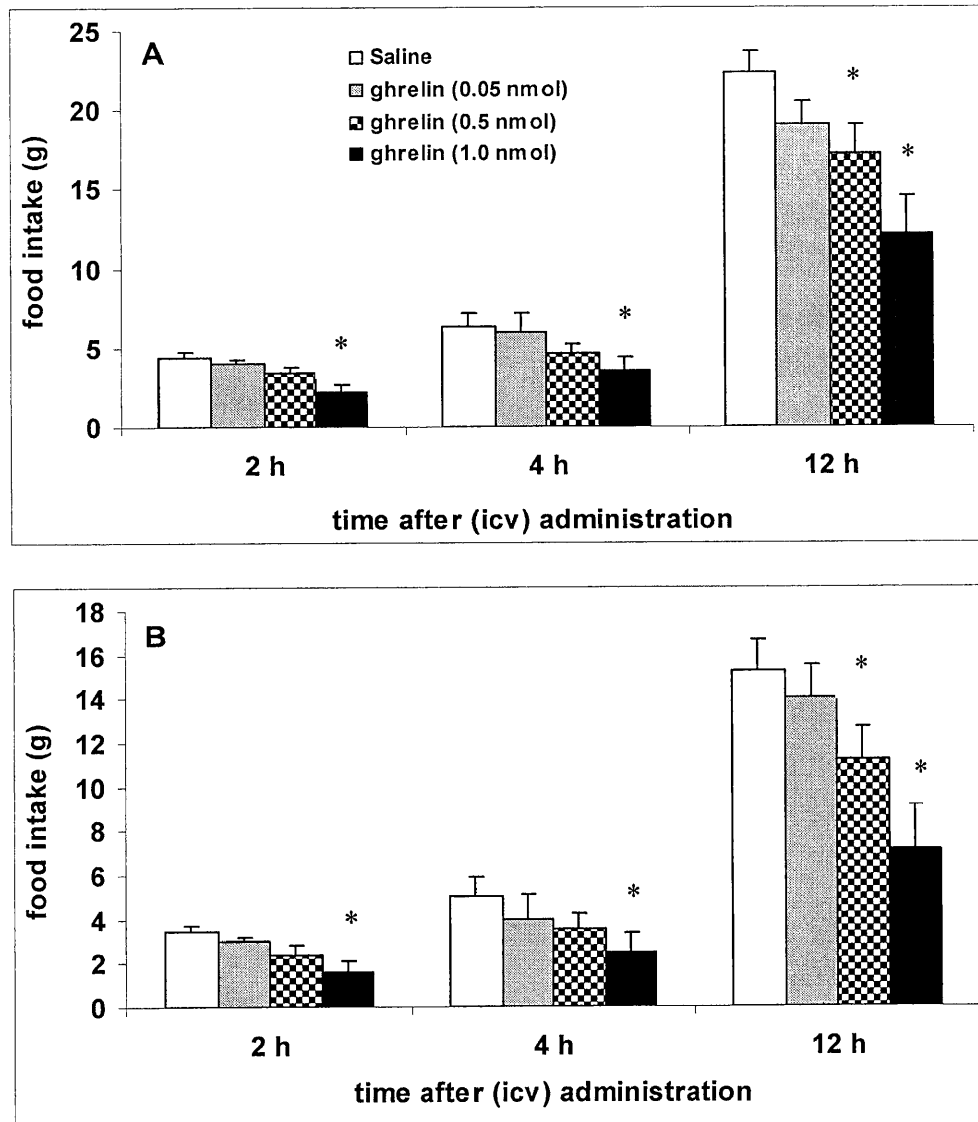 A
Saline
ghrelin (0.05 nmol)
ghrelin (0.5 nmol)
ghrelin (1.0 nmol)
25
20
15
10
5
0
food intake (g)
*
*
*
*
2 h 4 h 12 h
time after (icv) administration
B
18
16
14
12
10
8
6
4
2
0
food intake (g)
*
*
*
*
2 h 4 h 12 h
time after (icv) administration